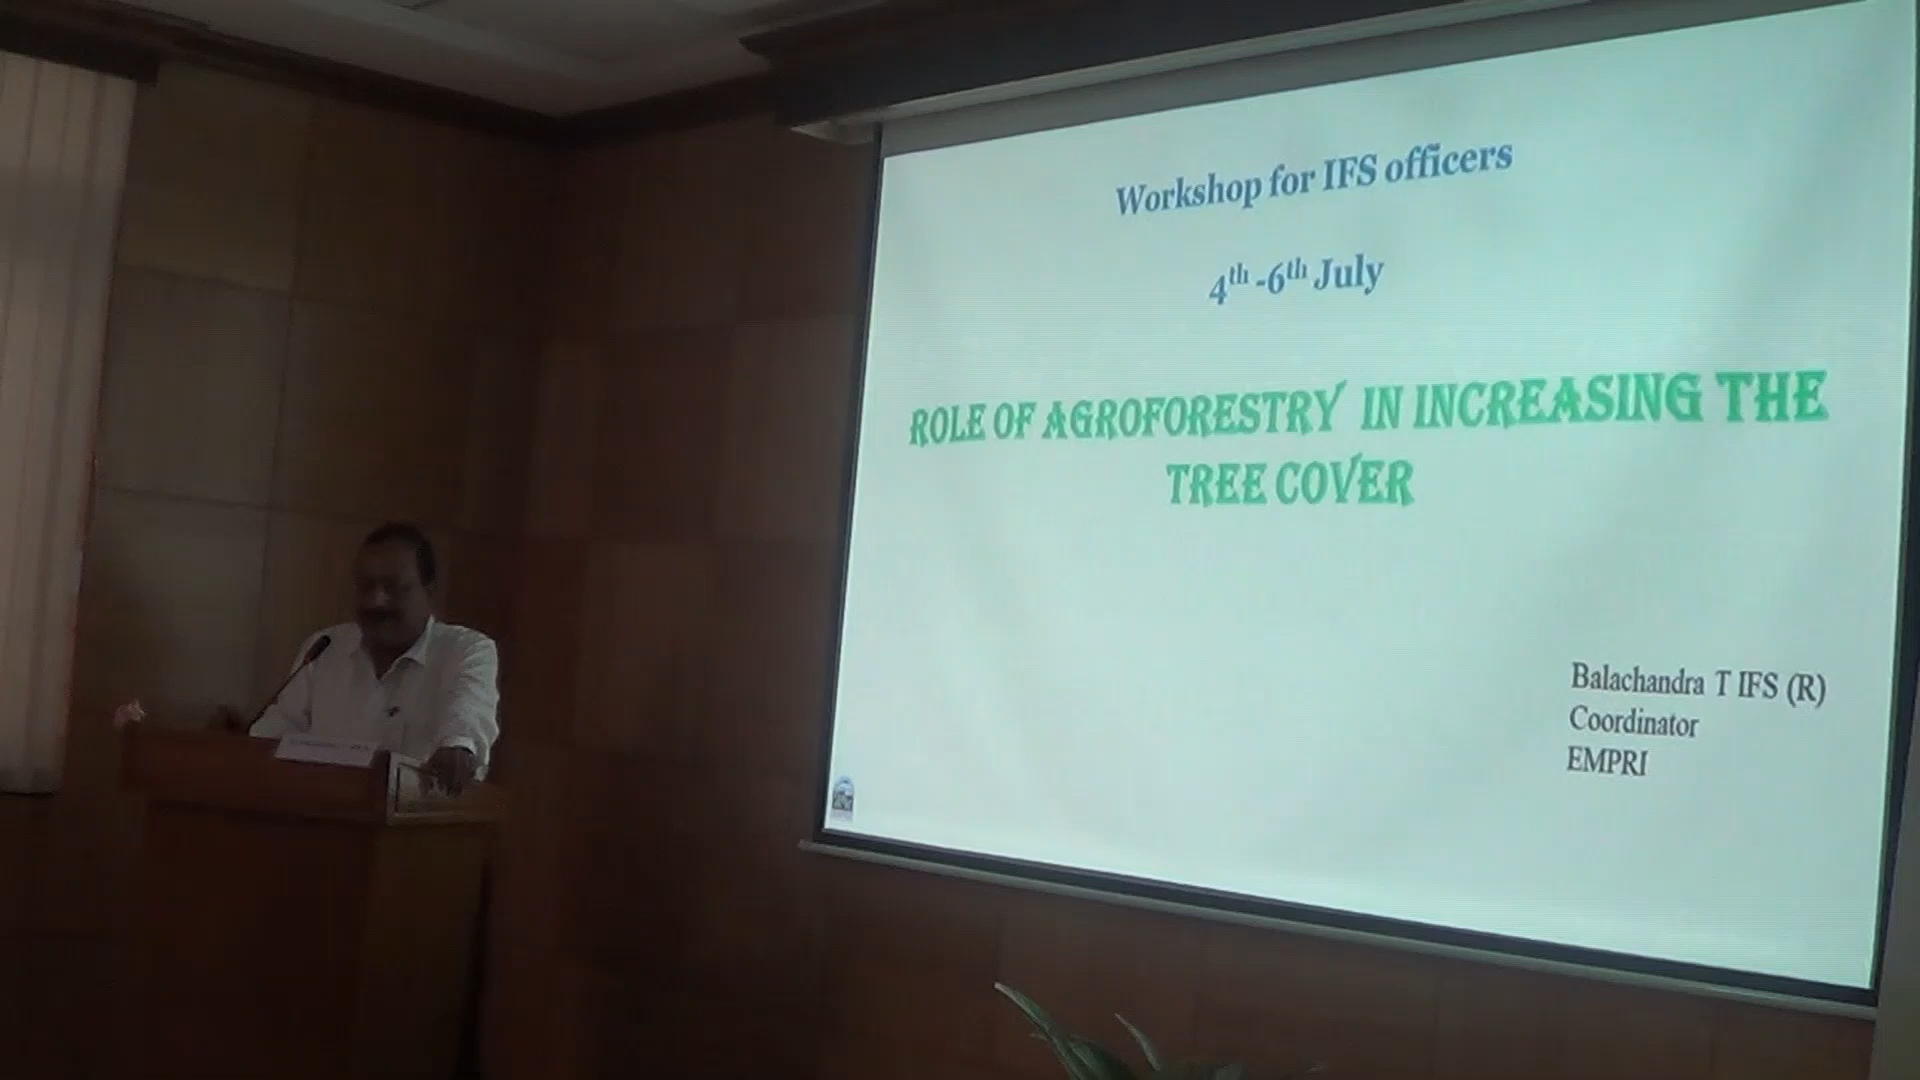 Workshop for IFS officers
4th -6th July
ROLE OF AGROFORESTRY IN INCREASING THE
TREE COVER
Balachandra T IFS (R)
Coordinator
EMPRI